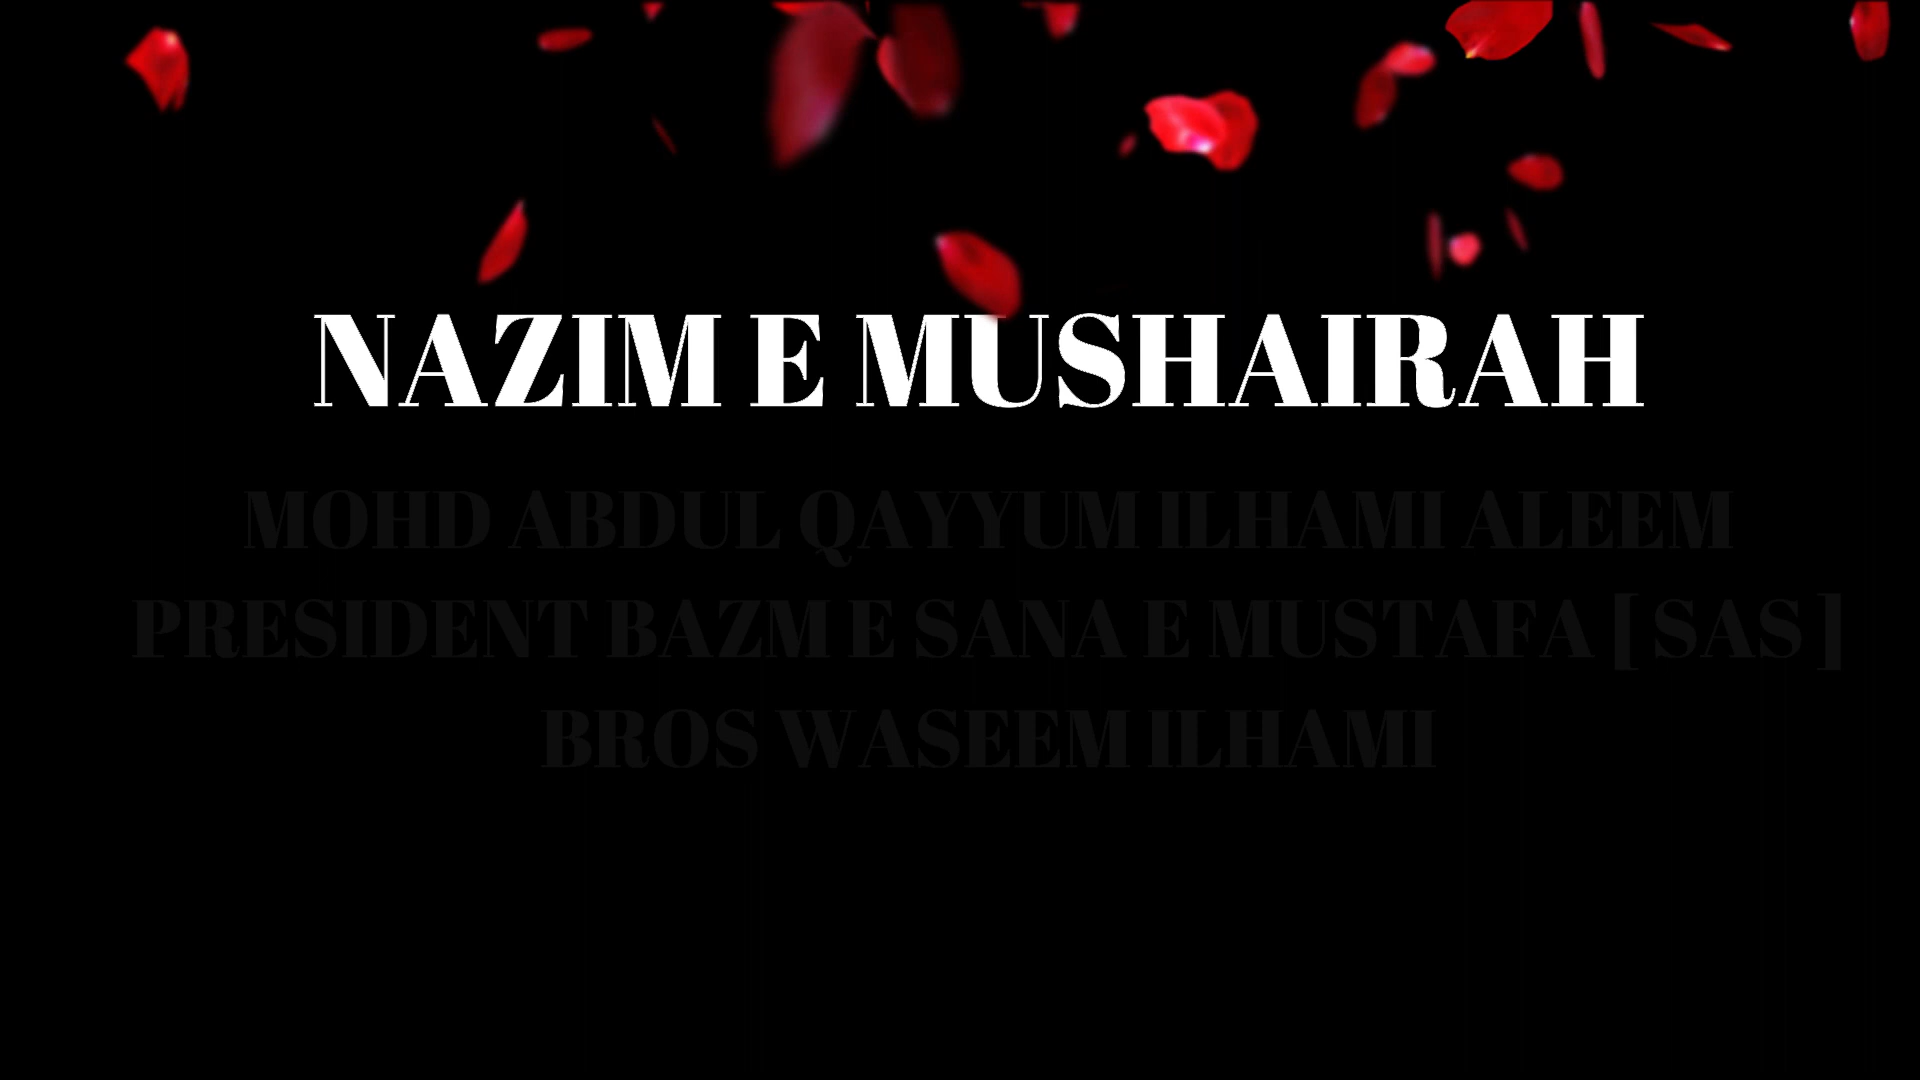 NAZIM E MUSHAIRAH
MOHD ABDUL QAYYUM ILHAMI ALEEM
PRESIDENT BAZM E SANA E MUSTAFA [ SAS ]
BROS WASEEM ILHAMI